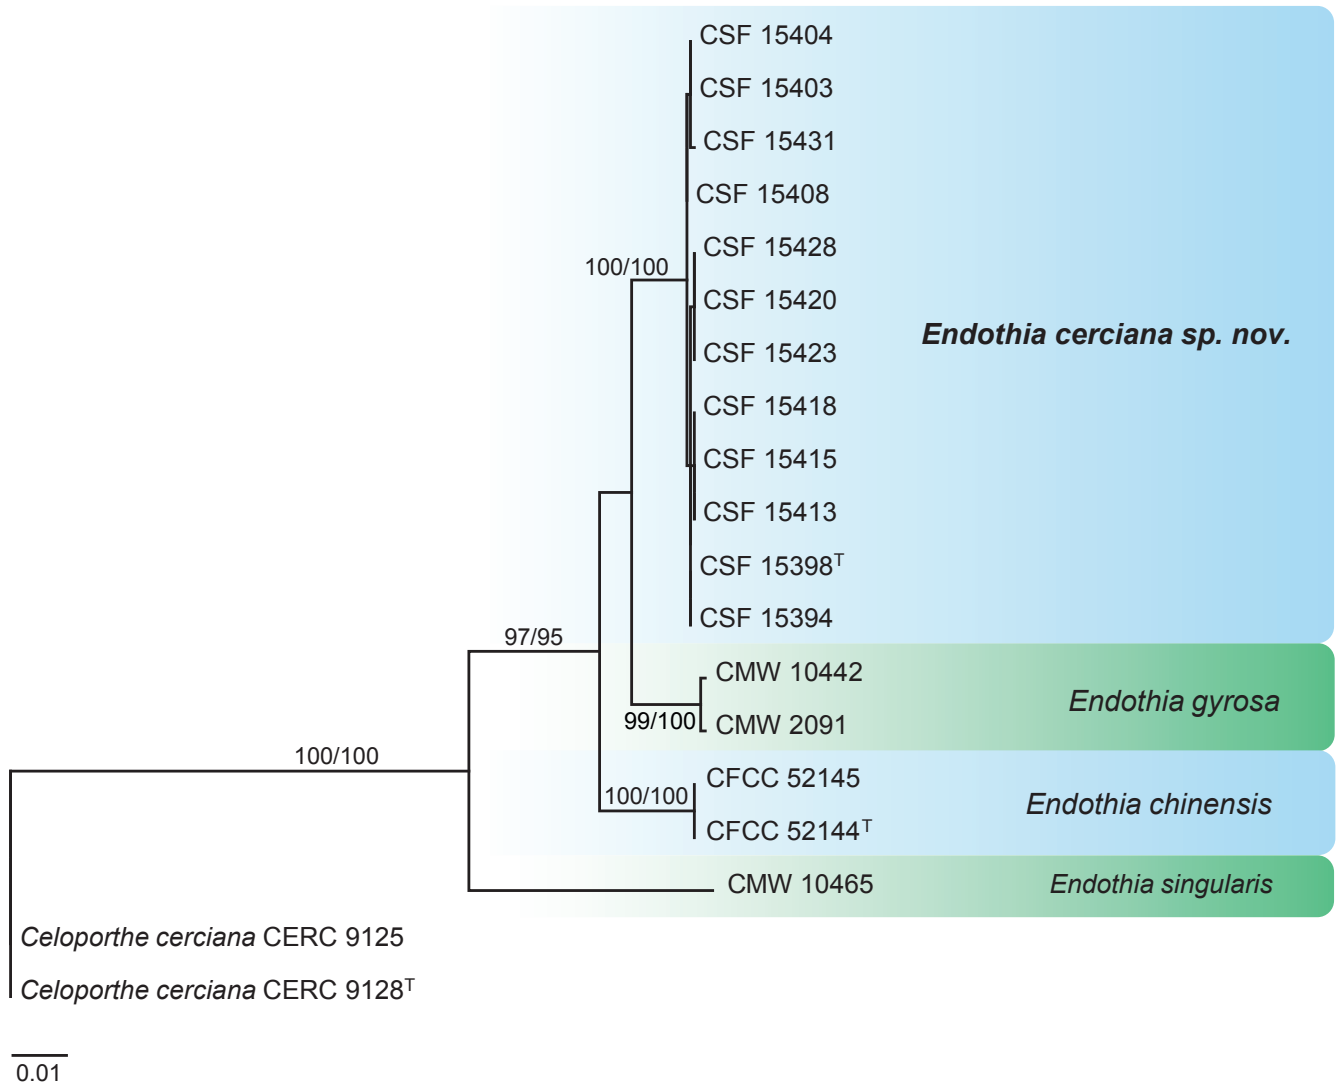 CSF 15404
CSF 15403
CSF 15431
CSF 15408
CSF 15428
100/100
CSF 15420
Endothia cerciana sp. nov.
CSF 15423
CSF 15418
CSF 15415
CSF 15413
CSF 15398ᵀ
CSF 15394
97/95
CMW 10442
Endothia gyrosa
99/100
CMW 2091
100/100
CFCC 52145
100/100
Endothia chinensis
CFCC 52144ᵀ
CMW 10465
Endothia singularis
Celoporthe cerciana CERC 9125
Celoporthe cerciana CERC 9128ᵀ
0.01